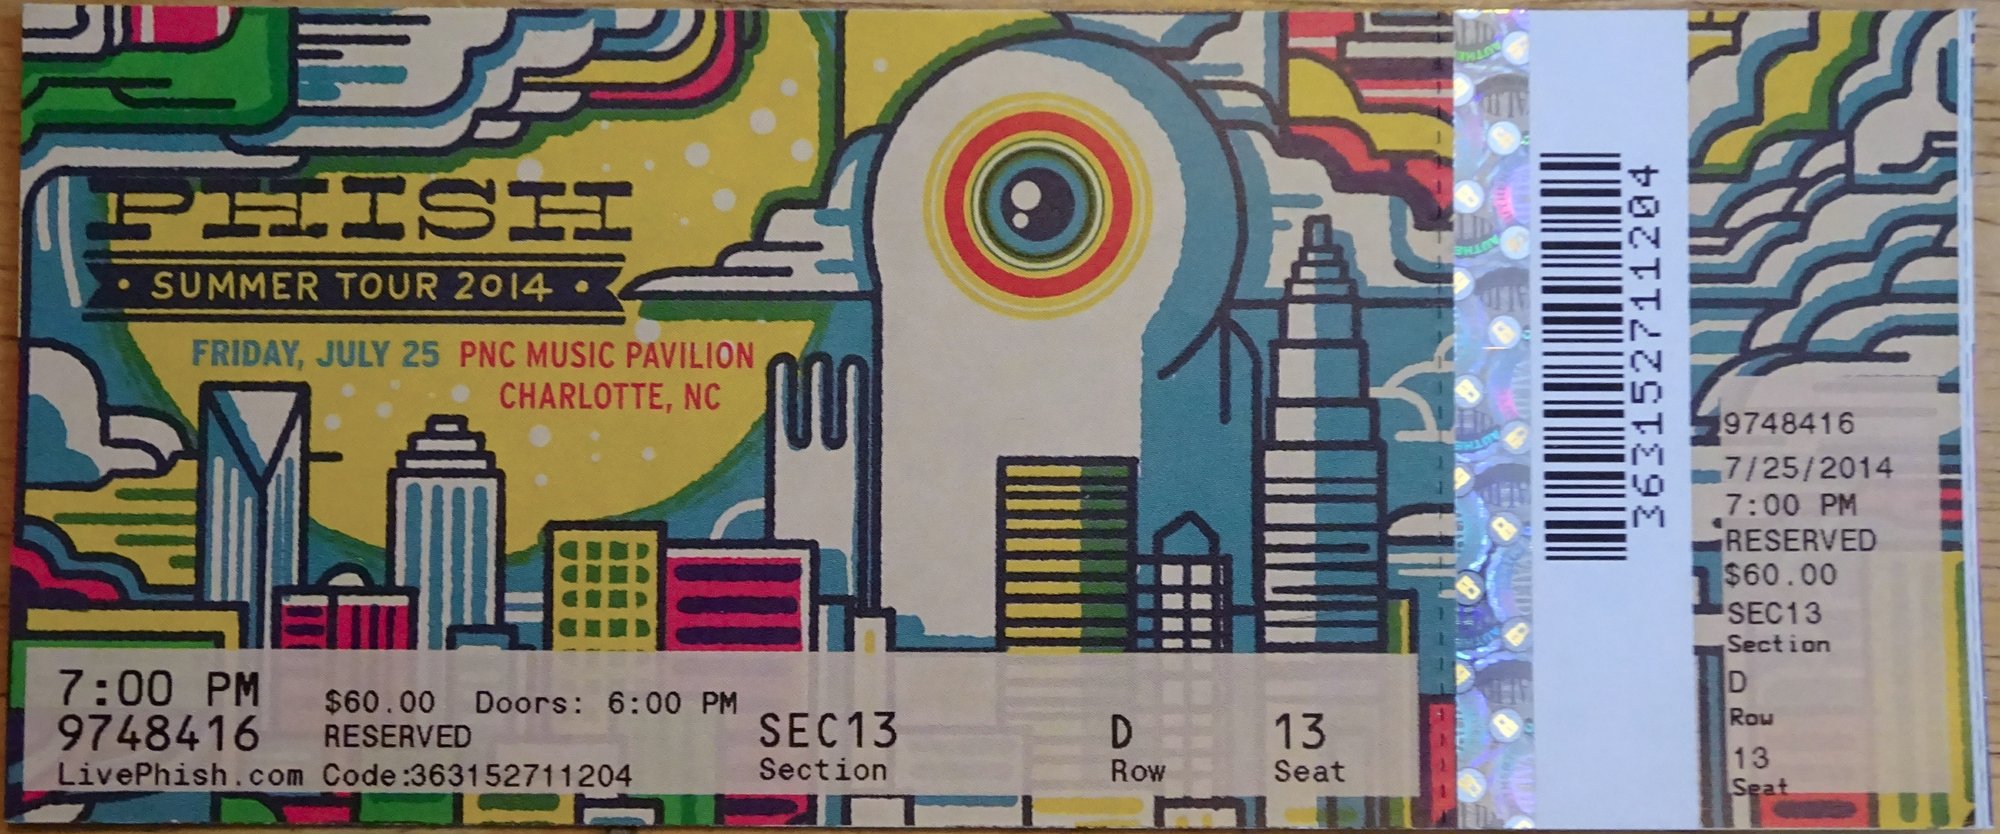 PHISH
• SUMMER TOUR 2014 •
FRIDAY, JULY 25 PNC MUSIC PAVILION
CHARLOTTE, NC
7:00 PM
9748416
$60.00 Doors: 6:00 PM
RESERVED
LivePhish.com Code:363152711204
SEC13
Section
D
Row
13
Seat
363152711204
9748416
7/25/2014
7:00 PM
RESERVED
$60.00
SEC13
Section
D
Row
13
Seat